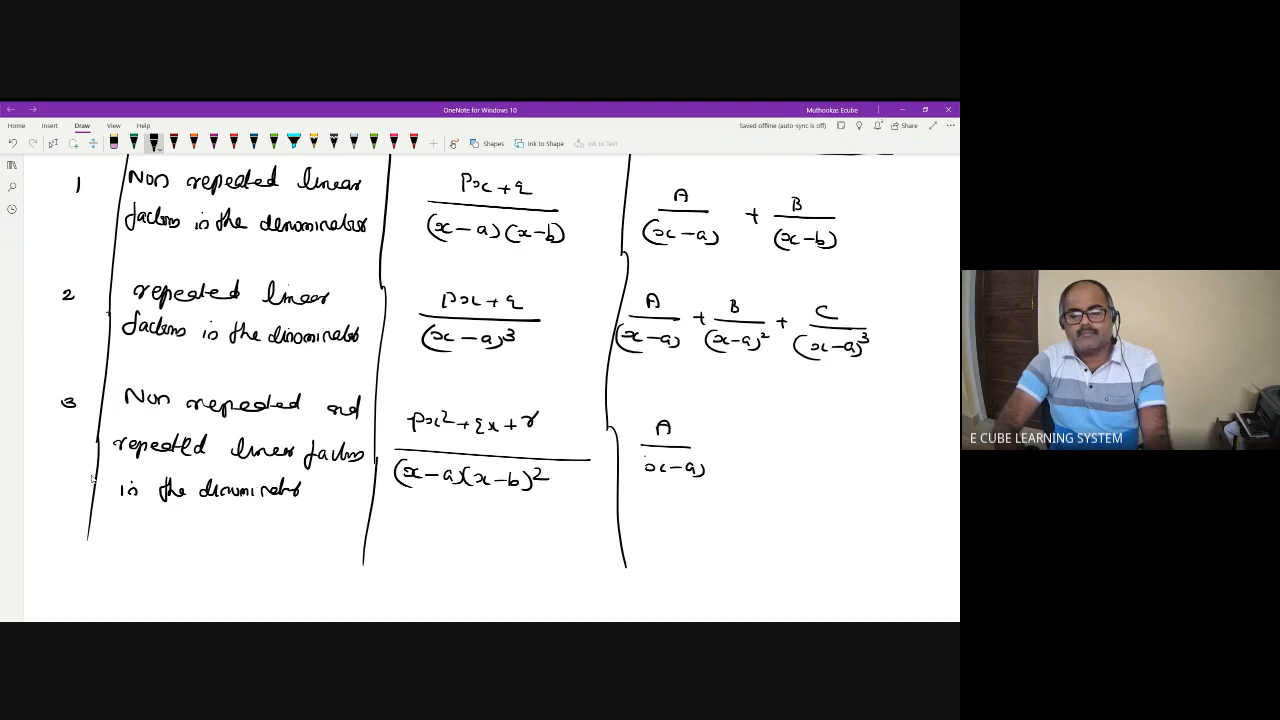 OneNote for Windows 10
Muthookas Ecube
Home Insert Draw View Help
Saved offline (auto-sync is off)
Share
Shapes
Ink to Shape
Ink to Text
1 Non repeated linear
factors in the denominator
px + q
(x - a) (x - b)
A/(x - a) + B/(x - b)
2 repeated linear
factors in the dinominator
px + q
(x - a)³
A/(x - a) + B/(x - a)² + C/(x - a)³
3 Non repeated and
repeated linear factors
in the dinuminator
px² + qx + r
(x - a)(x - b)²
A
x - a)
E CUBE LEARNING SYSTEM